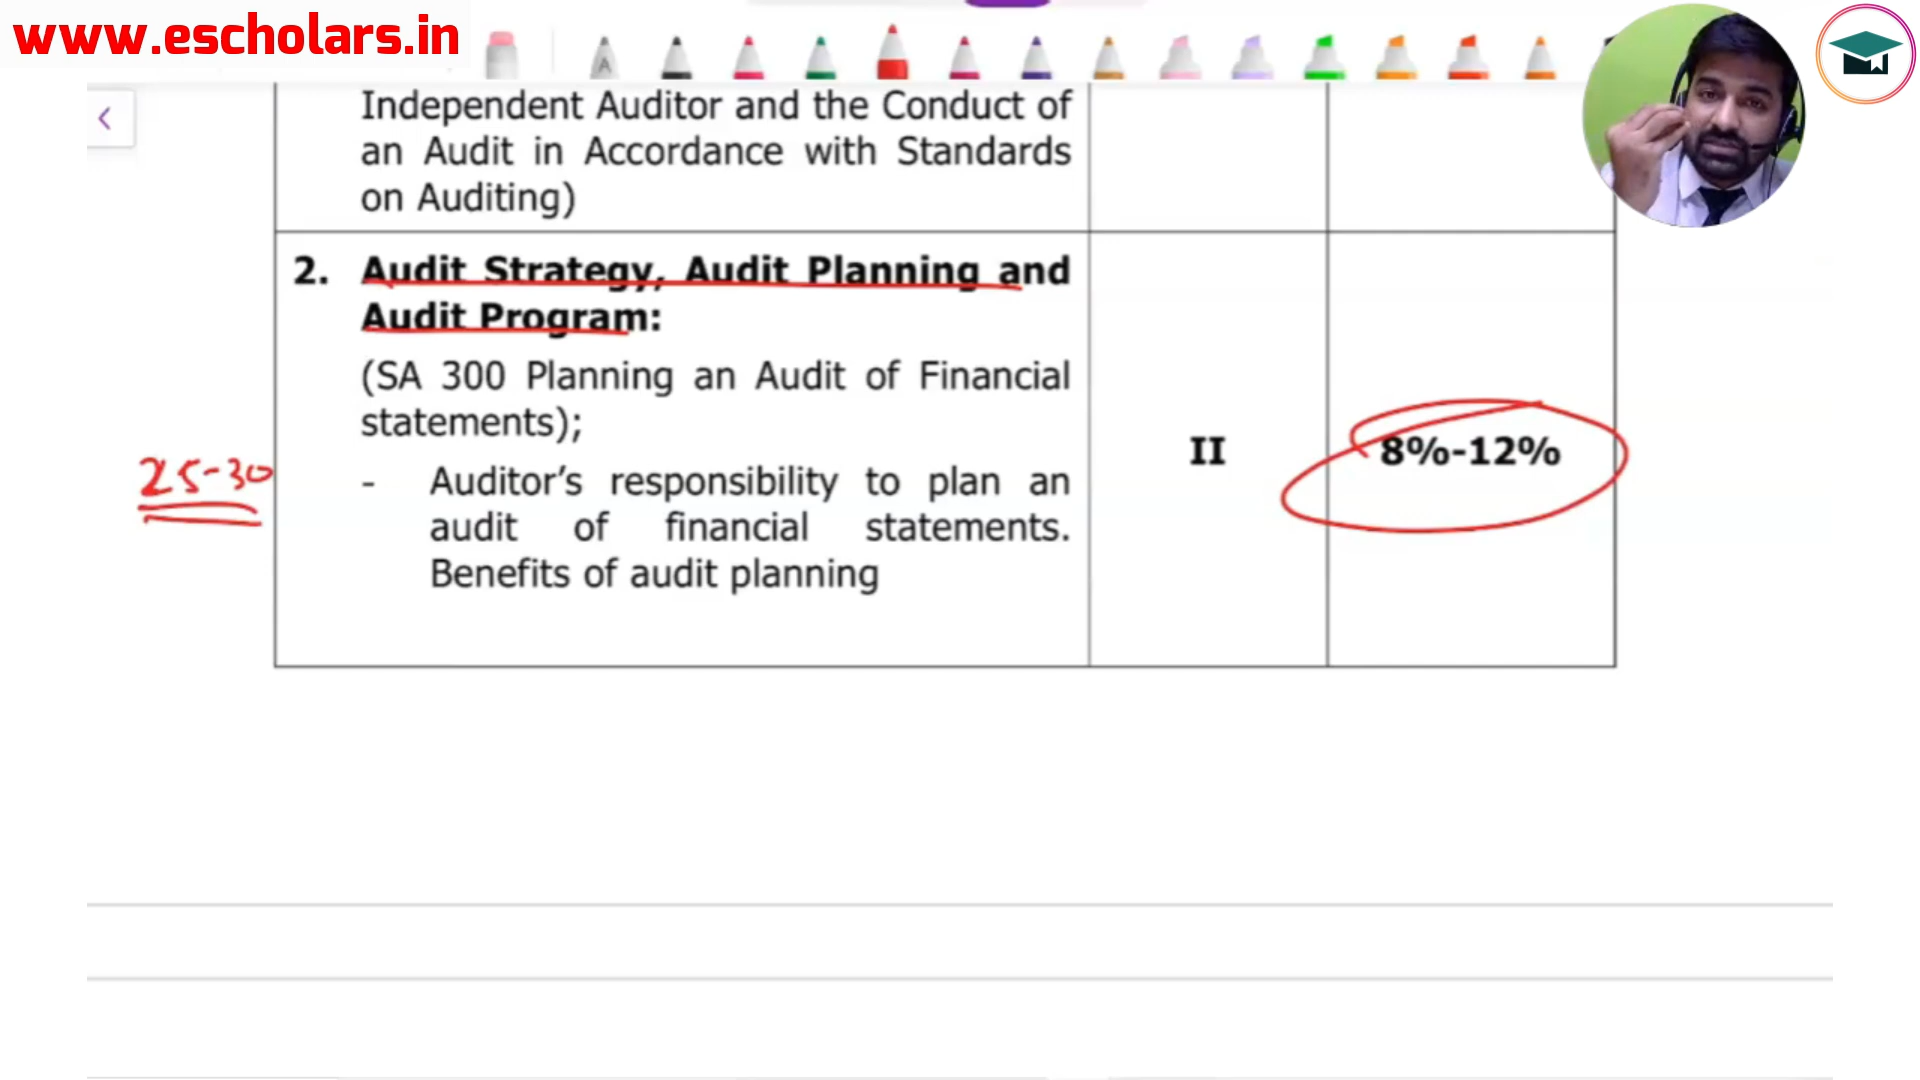 www.escholars.in
A
Independent Auditor and the Conduct of
an Audit in Accordance with Standards
on Auditing)
2. Audit Strategy, Audit Planning and
Audit Program:
(SA 300 Planning an Audit of Financial
statements);
25-30
- Auditor’s responsibility to plan an
audit of financial statements.
Benefits of audit planning
II
8%-12%